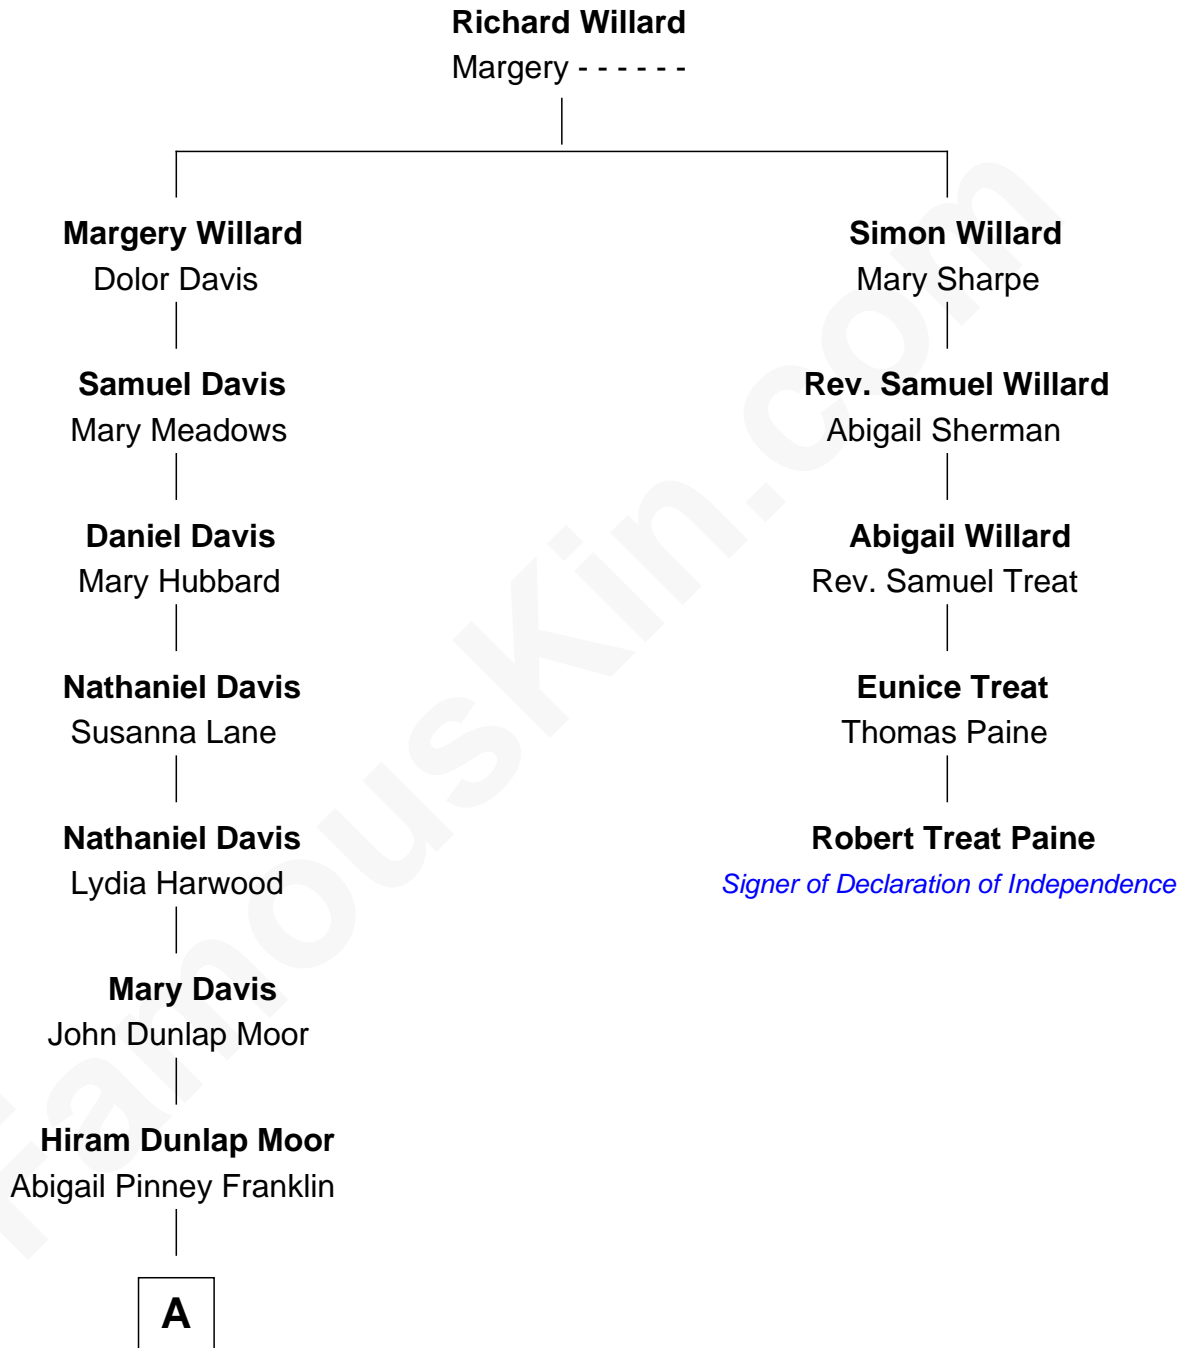 Richard Willard
Margery - - - - - -
Margery Willard
Dolor Davis
Simon Willard
Mary Sharpe
Samuel Davis
Mary Meadows
Rev. Samuel Willard
Abigail Sherman
Daniel Davis
Mary Hubbard
Abigail Willard
Rev. Samuel Treat
Nathaniel Davis
Susanna Lane
Eunice Treat
Thomas Paine
Nathaniel Davis
Lydia Harwood
Robert Treat Paine
Signer of Declaration of Independence
Mary Davis
John Dunlap Moor
Hiram Dunlap Moor
Abigail Pinney Franklin
A
FamousKin.com